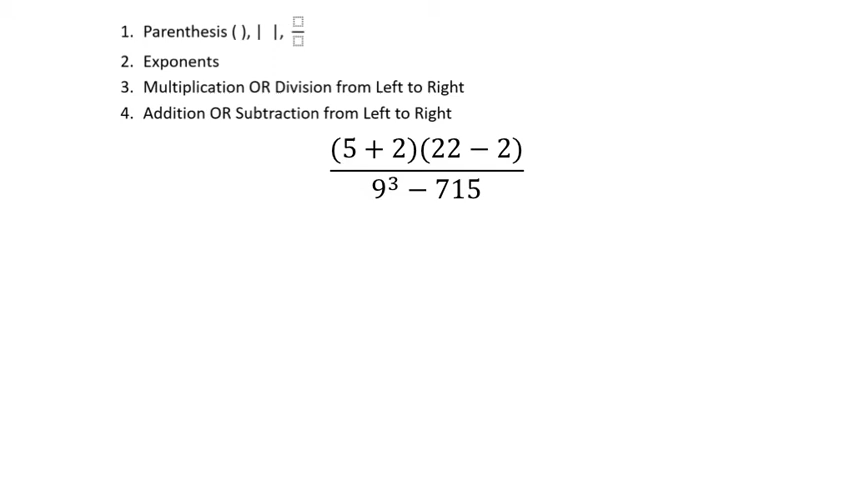 1. Parenthesis ( ), | |, □/□
2. Exponents
3. Multiplication OR Division from Left to Right
4. Addition OR Subtraction from Left to Right
(5 + 2)(22 − 2)
9³ − 715